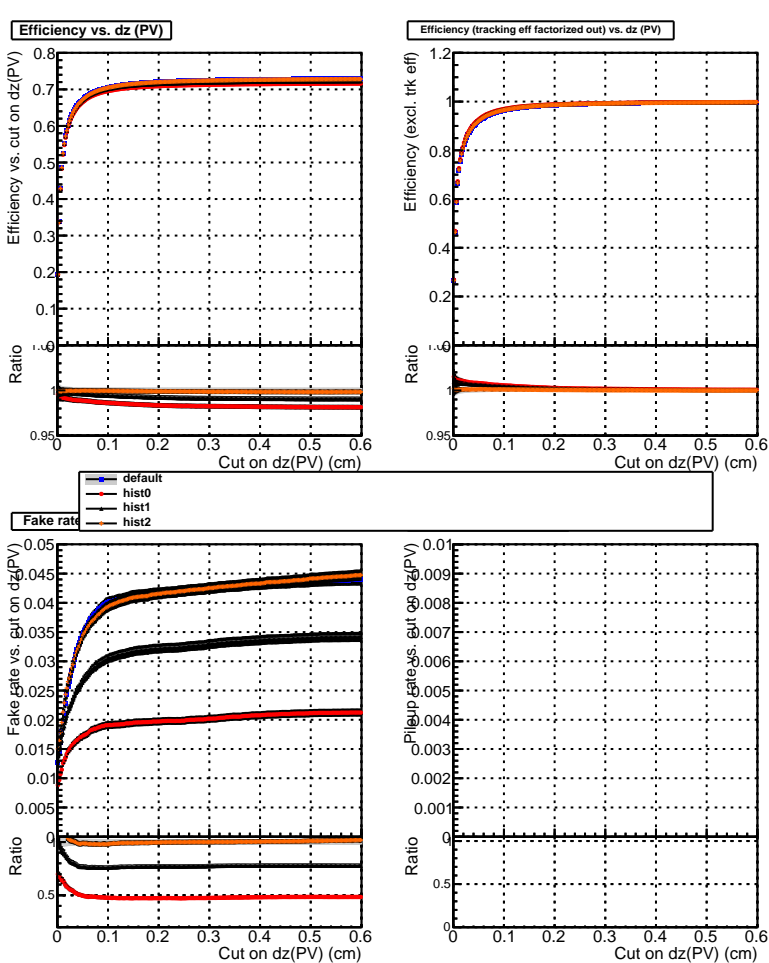 Efficiency vs. dz (PV)
Efficiency vs. cut on dz(PV)
0.8
0.7
0.6
0.5
0.4
0.3
0.2
0.1
0
Ratio
1
0.95
0 0.1 0.2 0.3 0.4 0.5 0.6
Cut on dz(PV) (cm)
Efficiency (tracking eff factorized out) vs. dz (PV)
Efficiency (excl. trk eff)
1.2
1
0.8
0.6
0.4
0.2
0
Ratio
1
0.95
0 0.1 0.2 0.3 0.4 0.5 0.6
Cut on dz(PV) (cm)
default
hist0
hist1
hist2
Fake rate
Fake rate vs. cut on dz(PV)
0.05
0.045
0.04
0.035
0.03
0.025
0.02
0.015
0.01
0.005
0
Ratio
1
0.5
0 0.1 0.2 0.3 0.4 0.5 0.6
Cut on dz(PV) (cm)
Pileup rate vs. cut on dz(PV)
0.01
0.009
0.008
0.007
0.006
0.005
0.004
0.003
0.002
0.001
0
Ratio
1
0.5
0
0 0.1 0.2 0.3 0.4 0.5 0.6
Cut on dz(PV) (cm)